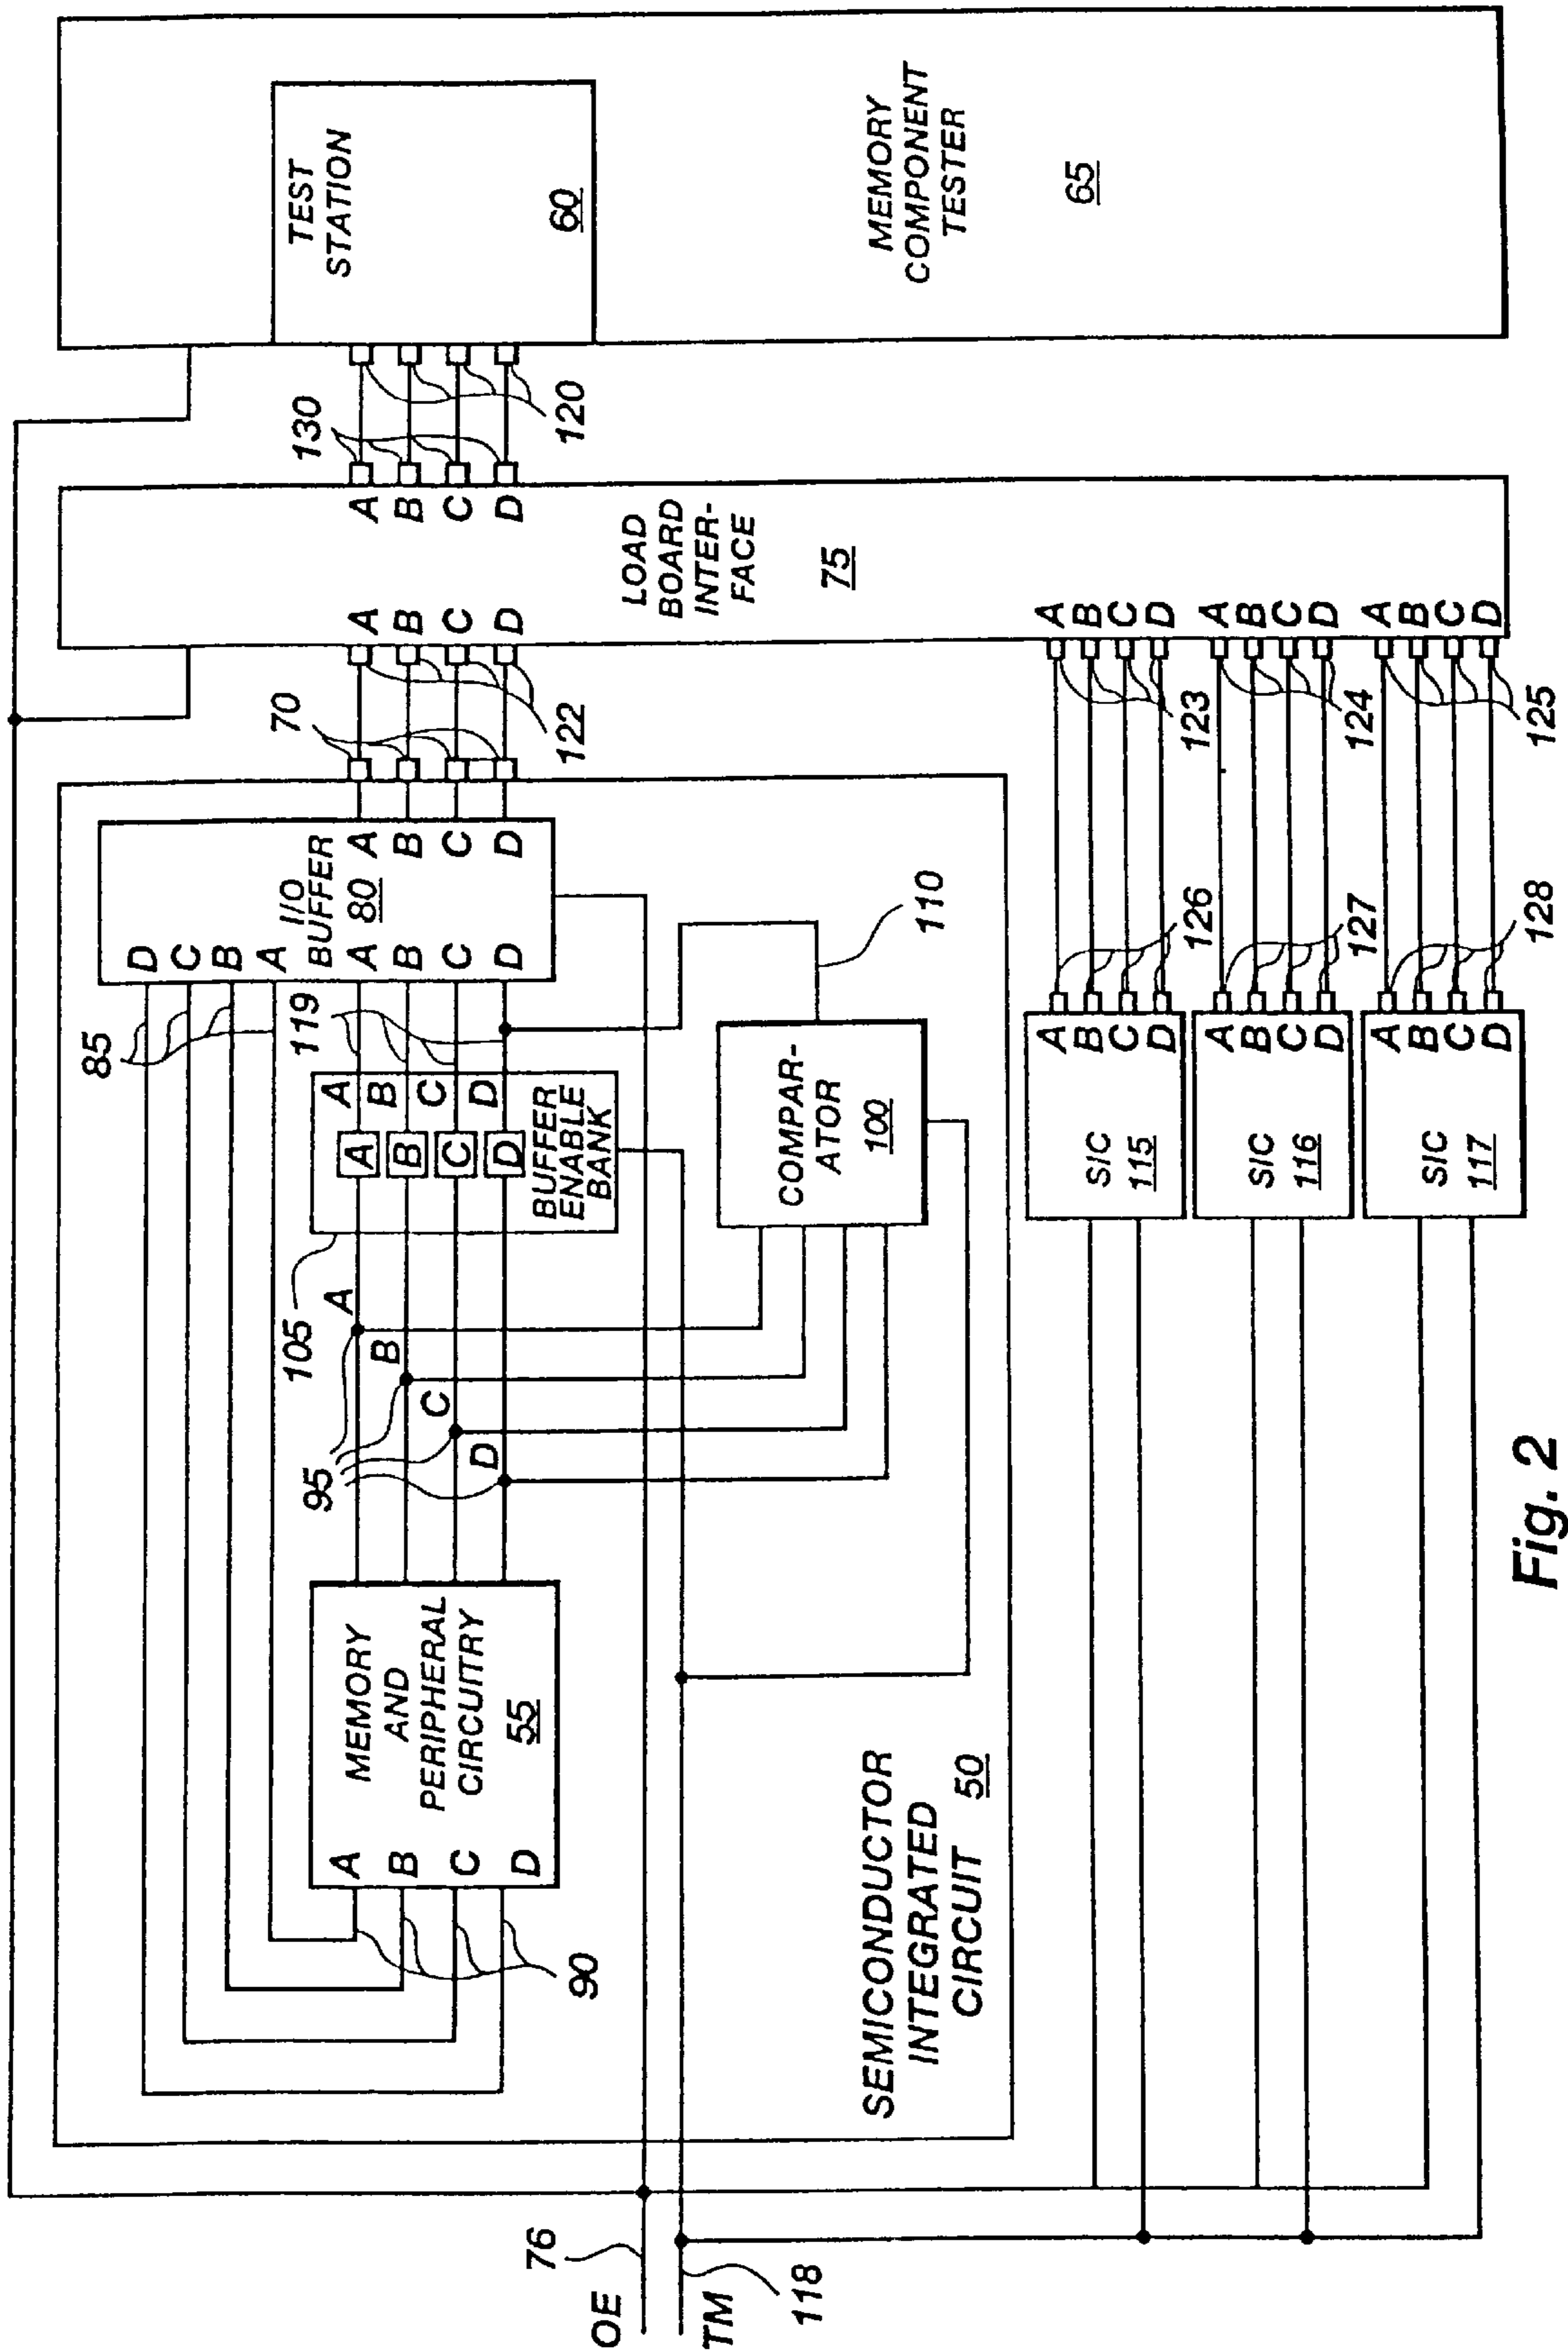 TEST
STATION
60
MEMORY
COMPONENT
TESTER
65
130
120
A
B
C
D
LOAD
BOARD
INTER-
FACE
75
A
B
C
D
A
B
C
D
A
B
C
D
A
B
C
D
70
122
123
124
125
I/O
BUFFER
80
A
B
C
D
D
C
B
A
A
B
C
D
85
119
110
126
127
128
A
B
C
D
A
B
C
D
BUFFER
ENABLE
BANK
105
COMPAR-
ATOR
100
A
B
C
D
SIC
115
A
B
C
D
SIC
116
A
B
C
D
SIC
117
A
B
C
D
95
MEMORY
AND
PERIPHERAL
CIRCUITRY
55
A
B
C
D
90
SEMICONDUCTOR
INTEGRATED
CIRCUIT
50
76
OE
TM
118
Fig. 2